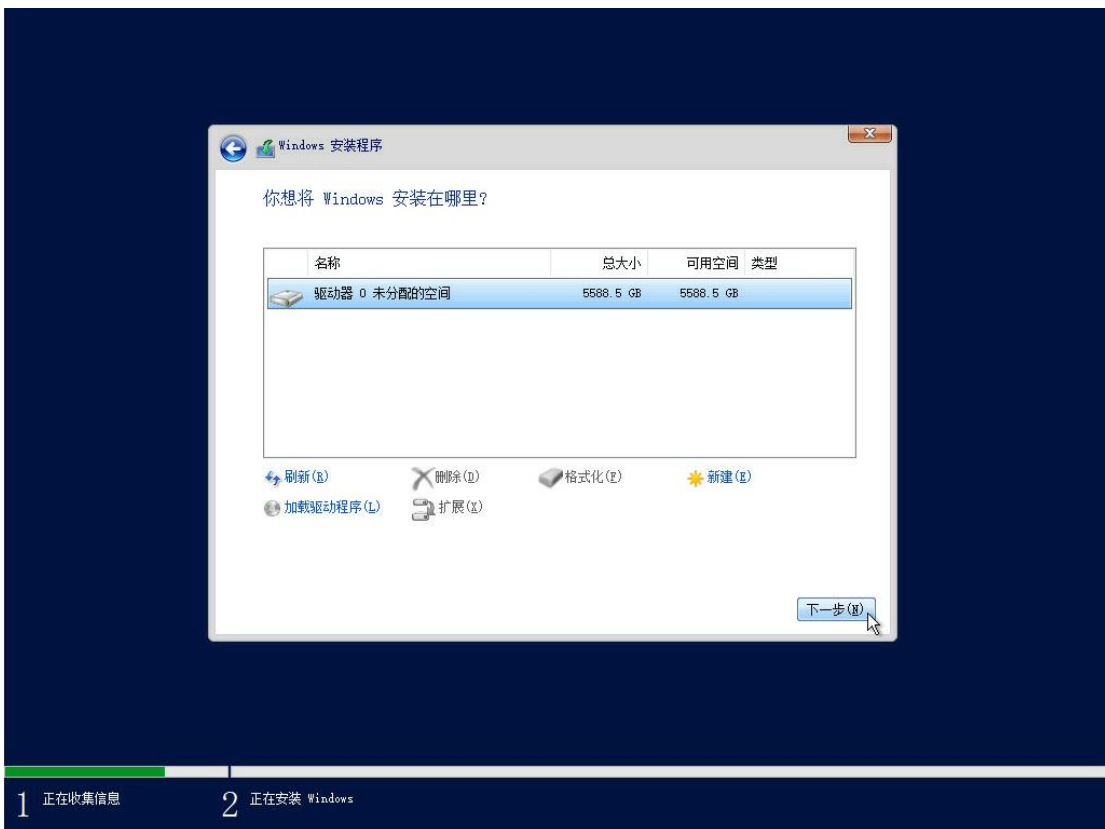 Windows 安装程序
你想将 Windows 安装在哪里?
名称 总大小 可用空间 类型
驱动器 0 未分配的空间 5588.5 GB 5588.5 GB
刷新(R) 删除(D) 格式化(F) 新建(E)
加载驱动程序(L) 扩展(X)
下一步(N)
1 正在收集信息 2 正在安装 Windows